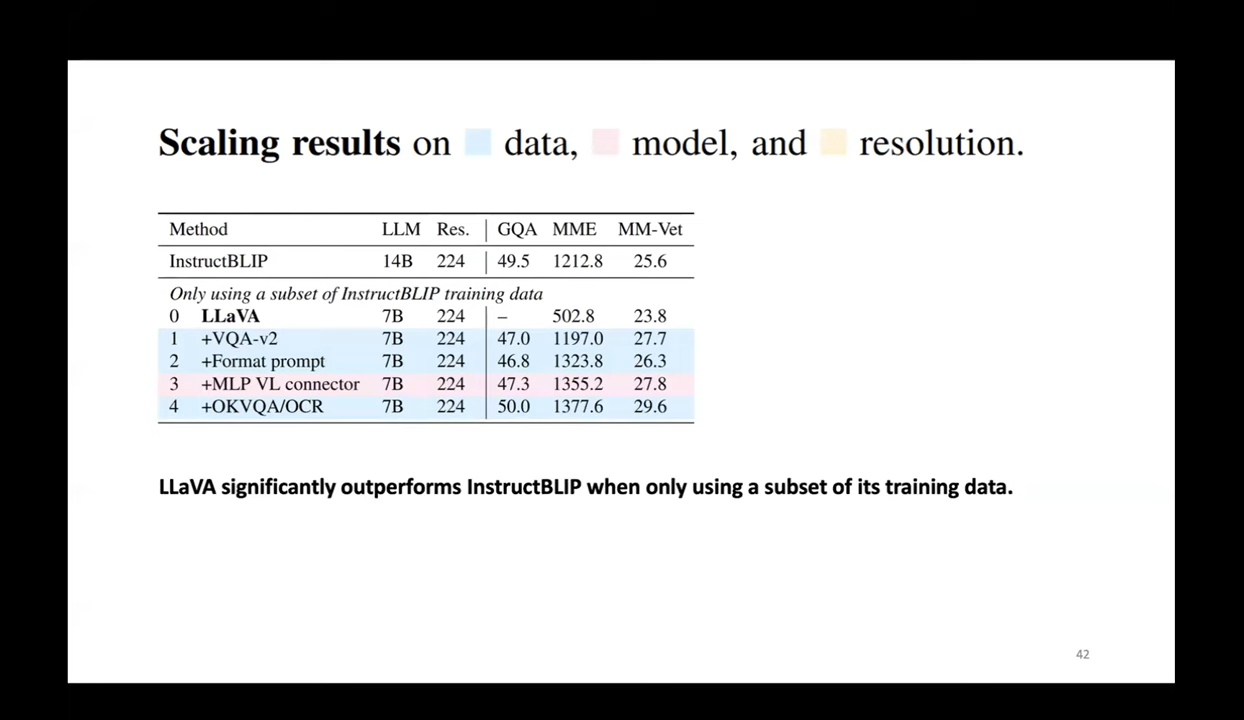 Scaling results on data, model, and resolution.
Method LLM Res. GQA MME MM-Vet
InstructBLIP 14B 224 49.5 1212.8 25.6
Only using a subset of InstructBLIP training data
0 LLaVA 7B 224 – 502.8 23.8
1 +VQA-v2 7B 224 47.0 1197.0 27.7
2 +Format prompt 7B 224 46.8 1323.8 26.3
3 +MLP VL connector 7B 224 47.3 1355.2 27.8
4 +OKVQA/OCR 7B 224 50.0 1377.6 29.6
LLaVA significantly outperforms InstructBLIP when only using a subset of its training data.
42